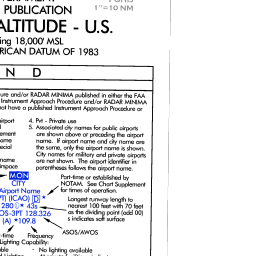 PUBLICATION
1"=10 NM
ALTITUDE - U.S.
ing 18,000' MSL
RICAN DATUM OF 1983
N D
ure and/or RADAR MINIMA published in either the FAA
Instrument Approach Procedure and/or RADAR MINIMA
not have a published Instrument Approach Procedure or
irport
4. Pvt - Private use
5. Associated city names for public airports
are shown above or preceding the airport
name. If airport name and city name are
the same, only the airport name is shown.
City names for military and private airports
are not shown. The airport identifier in
parentheses follows the airport name.
MON
CITY
Airport Name
(ICAO) D *
280 * 43s
128.326
(A) *109.8
Part-time or established by
NOTAM. See Chart Supplement
for times of operation.
Longest runway length to
nearest 100 feet with 70 feet
as the dividing point (add 00)
s indicates soft surface
ASOS/AWOS
-time Frequency
Lighting Capability:
- No lighting available